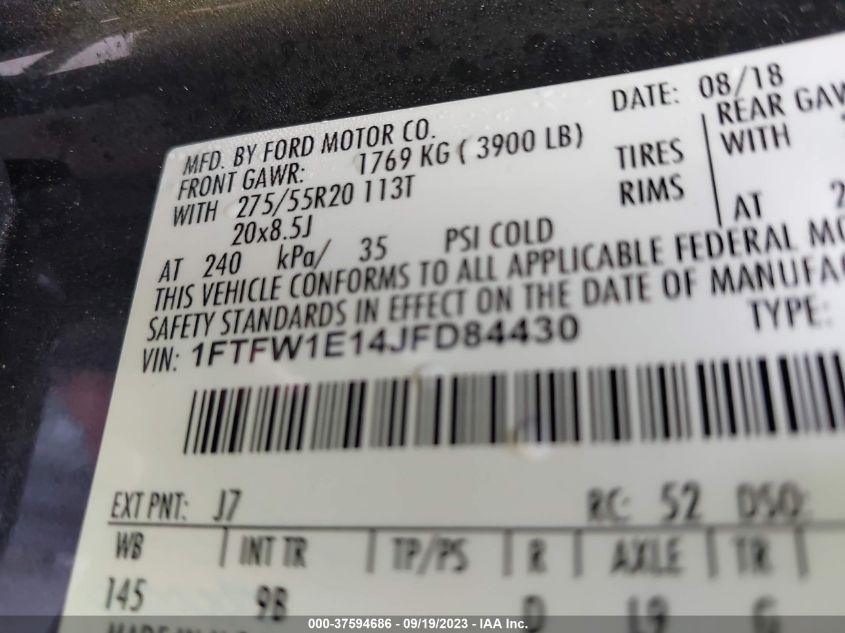 MFD. BY FORD MOTOR CO.
DATE: 08/18
FRONT GAWR: 1769 KG ( 3900 LB)
REAR GAW
WITH 275/55R20 113T TIRES
WITH
20x8.5J RIMS
AT 240 kPa/ 35 PSI COLD
AT 2
THIS VEHICLE CONFORMS TO ALL APPLICABLE FEDERAL MO
SAFETY STANDARDS IN EFFECT ON THE DATE OF MANUFA
VIN: 1FTFW1E14JFD84430
TYPE:
EXT PNT: J7 RC: 52 DSO:
WB INT TR TP/PS R AXLE TR
145 9B D L9 G
000-37594686 - 09/19/2023 - IAA Inc.